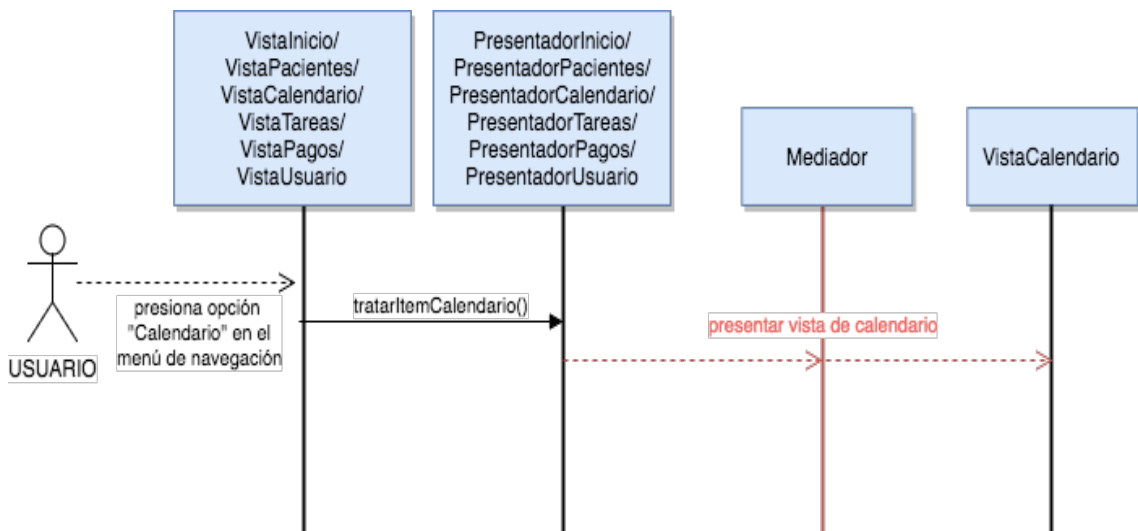 VistaInicio/
VistaPacientes/
VistaCalendario/
VistaTareas/
VistaPagos/
VistaUsuario
PresentadorInicio/
PresentadorPacientes/
PresentadorCalendario/
PresentadorTareas/
PresentadorPagos/
PresentadorUsuario
Mediador
VistaCalendario
USUARIO
presiona opción
"Calendario" en el
menú de navegación
tratarItemCalendario()
presentar vista de calendario